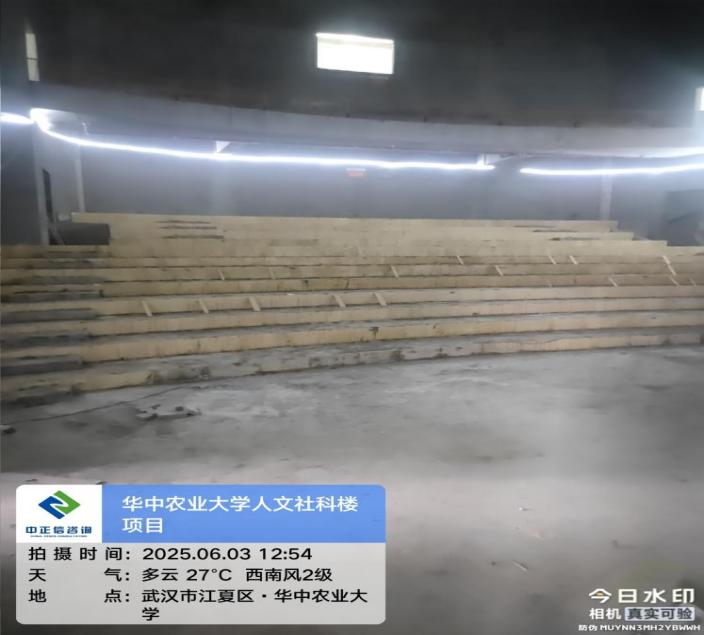 华中农业大学人文社科楼
项目
中正信咨询
拍摄时间：2025.06.03 12:54
天 气：多云 27°C 西南风2级
地 点：武汉市江夏区·华中农业大
学
今日水印
相机 真实可验
防伪 MUYNN3MH2YBWWH